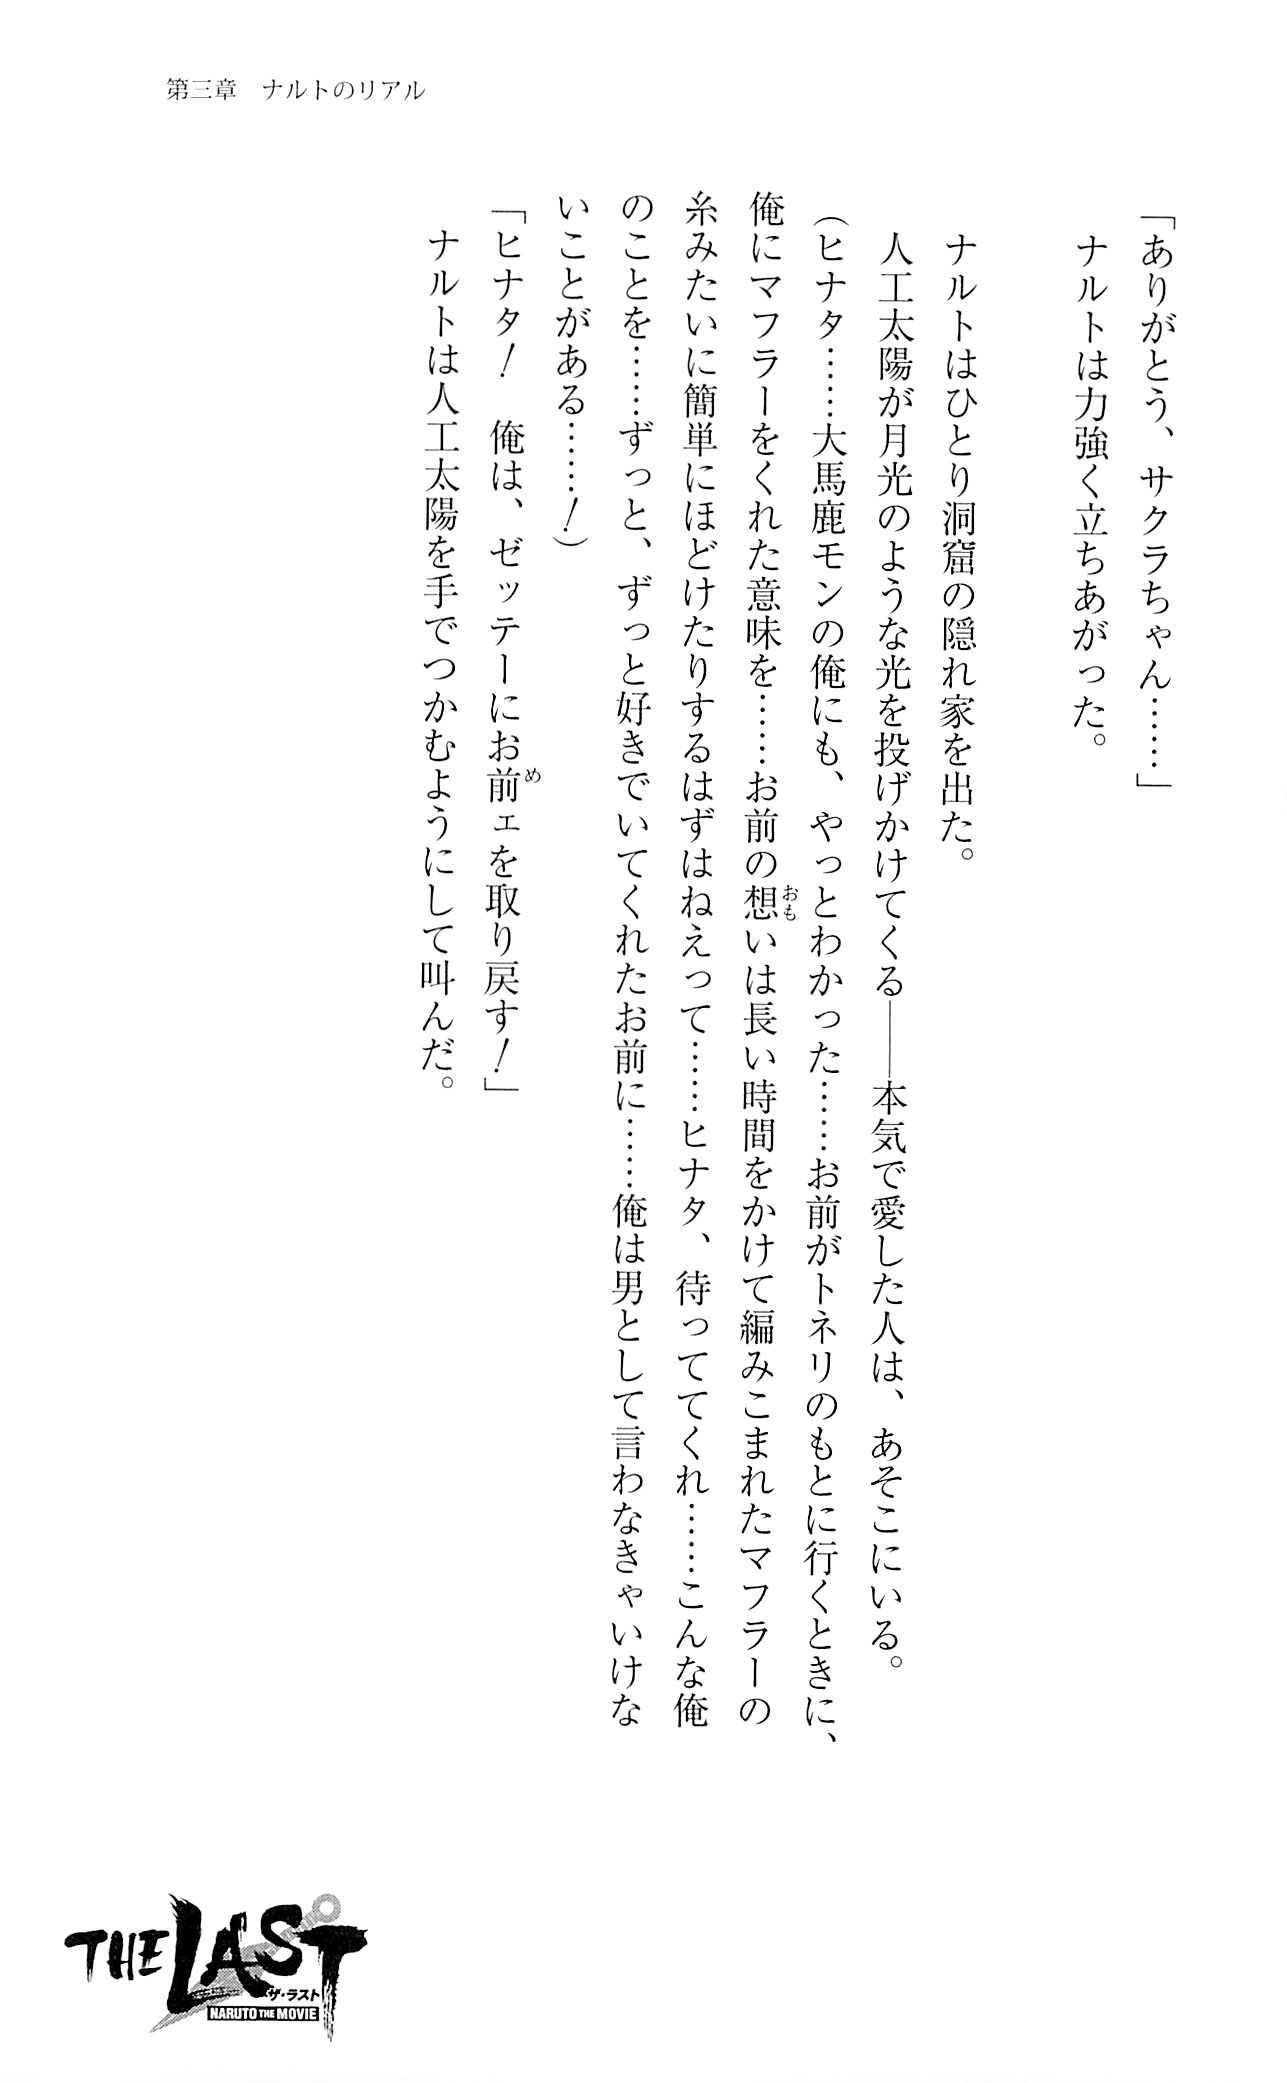 第三章　ナルトのリアル
「ありがとう、サクラちゃん……」
ナルトは力強く立ちあがった。
ナルトはひとり洞窟の隠れ家を出た。
人工太陽が月光のような光を投げかけてくる――本気で愛した人は、あそこにいる。
（ヒナタ……大馬鹿モンの俺にも、やっとわかった……お前がトネリのもとに行くときに、
俺にマフラーをくれた意味を……お前の想いは長い時間をかけて編みこまれたマフラーの
おも
糸みたいに簡単にほどけたりするはずはねえって……ヒナタ、待っててくれ……こんな俺
のことを……ずっと、ずっと好きでいてくれたお前に……俺は男として言わなきゃいけな
いことがある……！）
「ヒナタ！　俺は、ゼッテーにお前ェを取り戻す！」
め
ナルトは人工太陽を手でつかむようにして叫んだ。
THE LAST
ザ・ラスト
NARUTO THE MOVIE